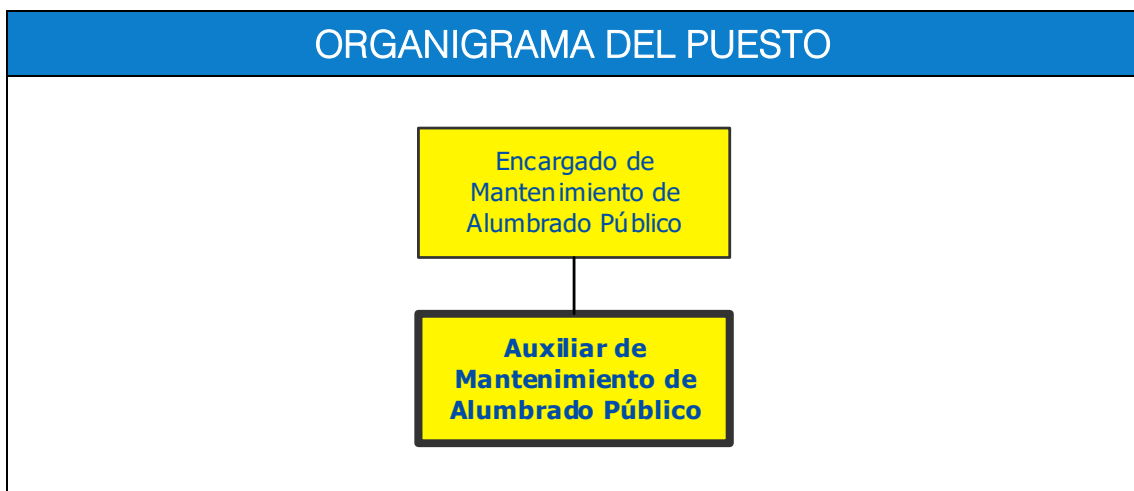 ORGANIGRAMA DEL PUESTO
Encargado de
Mantenimiento de
Alumbrado Público
Auxiliar de
Mantenimiento de
Alumbrado Público